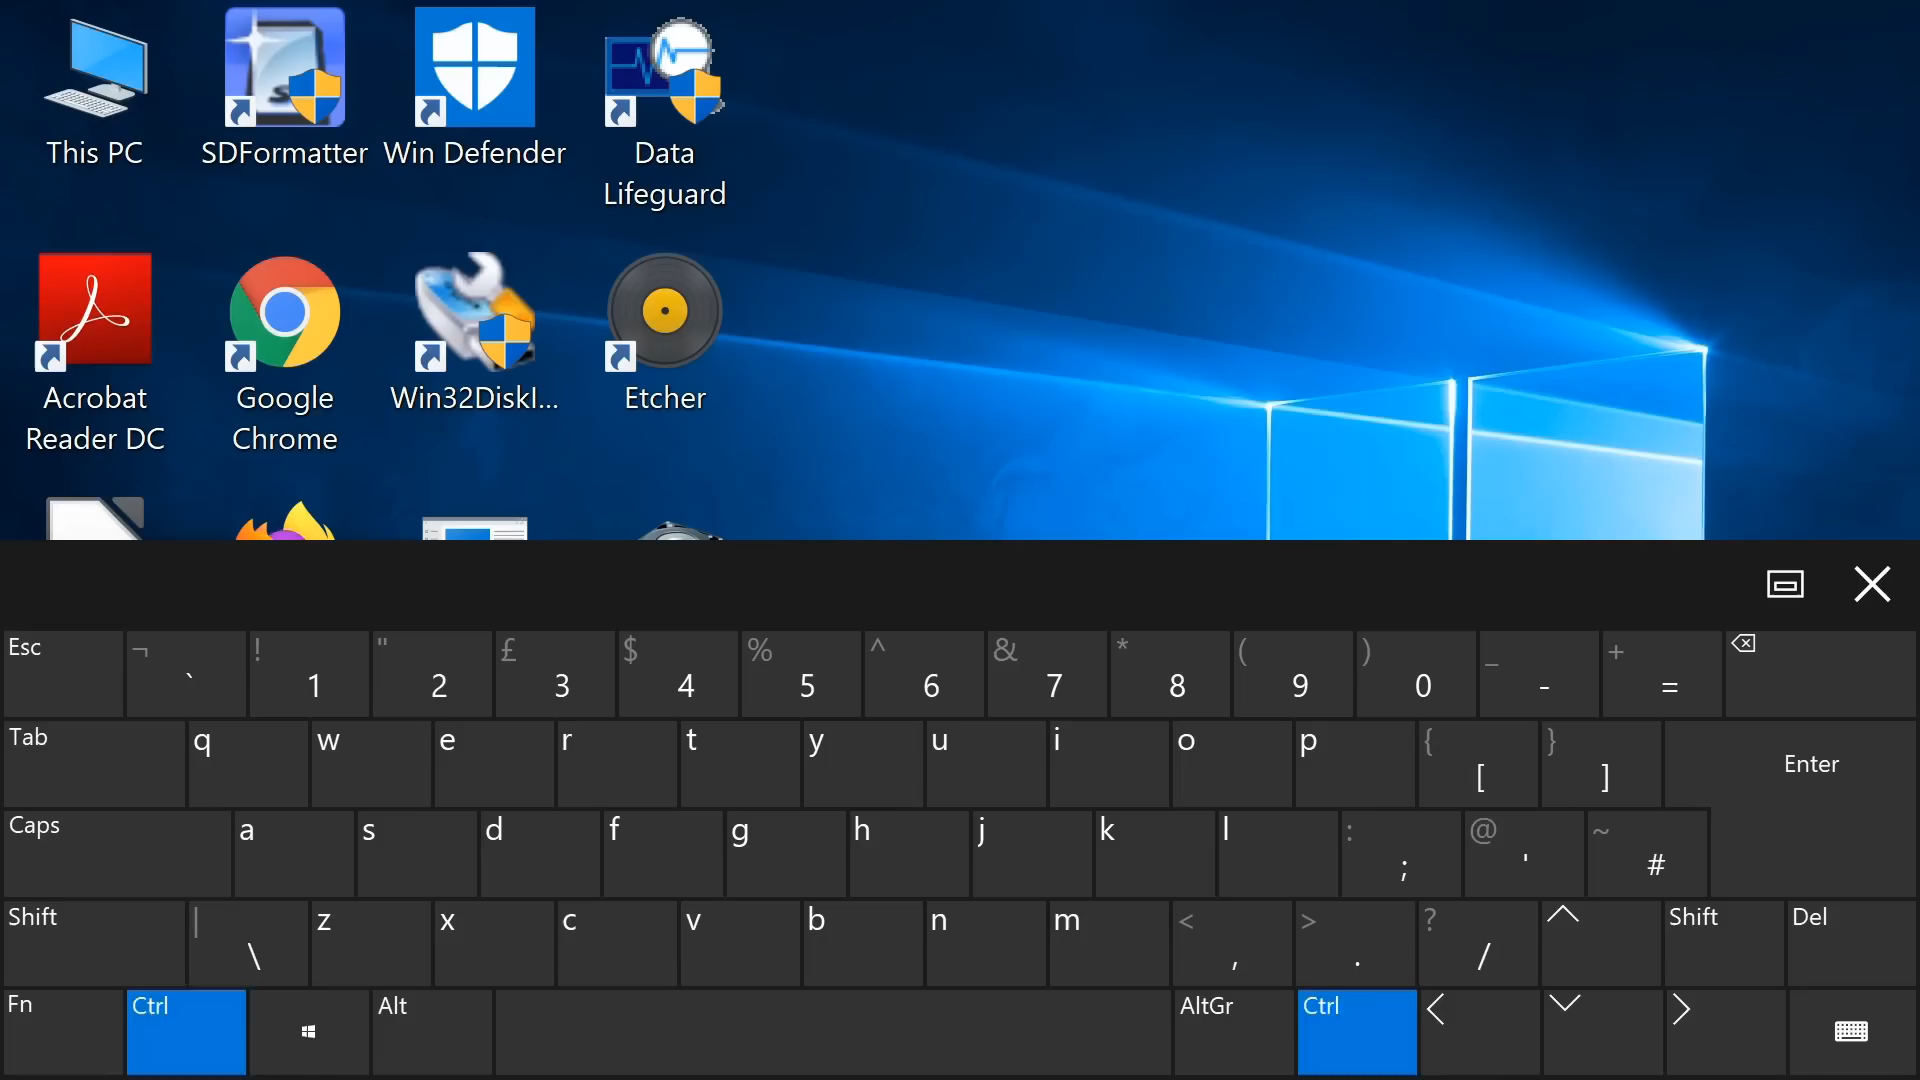 This PC
SDFormatter
Win Defender
Data
Lifeguard
Acrobat
Reader DC
Google
Chrome
Win32DiskI...
Etcher
Esc ¬ ` ! 1 " 2 £ 3 $ 4 % 5 ^ 6 & 7 * 8 ( 9 ) 0 _ - + =
Tab q w e r t y u i o p { [ } ] Enter
Caps a s d f g h j k l : ; @ ' ~ #
Shift | \ z x c v b n m < , > . ? / Shift Del
Fn Ctrl Alt AltGr Ctrl